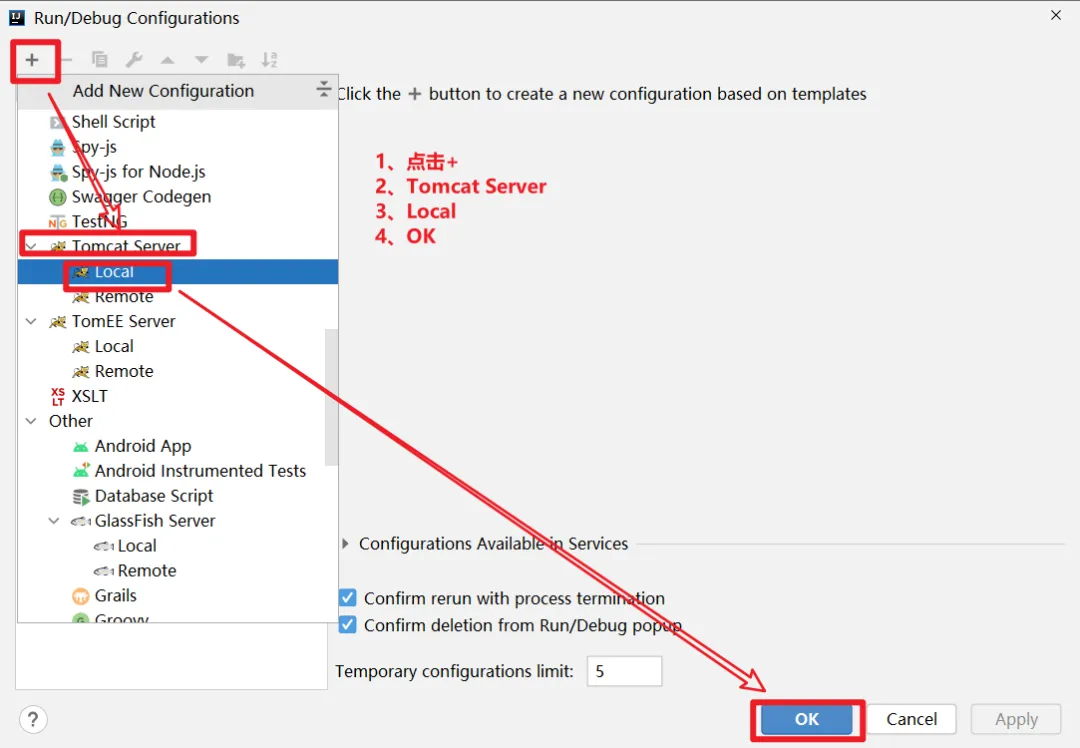 Run/Debug Configurations
Add New Configuration
Click the + button to create a new configuration based on templates
Shell Script
Spy-js
Spy-js for Node.js
Swagger Codegen
TestNG
Tomcat Server
Local
Remote
TomEE Server
Local
Remote
XSLT
Other
Android App
Android Instrumented Tests
Database Script
GlassFish Server
Local
Remote
Grails
Groovy
1、点击+
2、Tomcat Server
3、Local
4、OK
Configurations Available in Services
Confirm rerun with process termination
Confirm deletion from Run/Debug popup
Temporary configurations limit: 5
? OK Cancel Apply